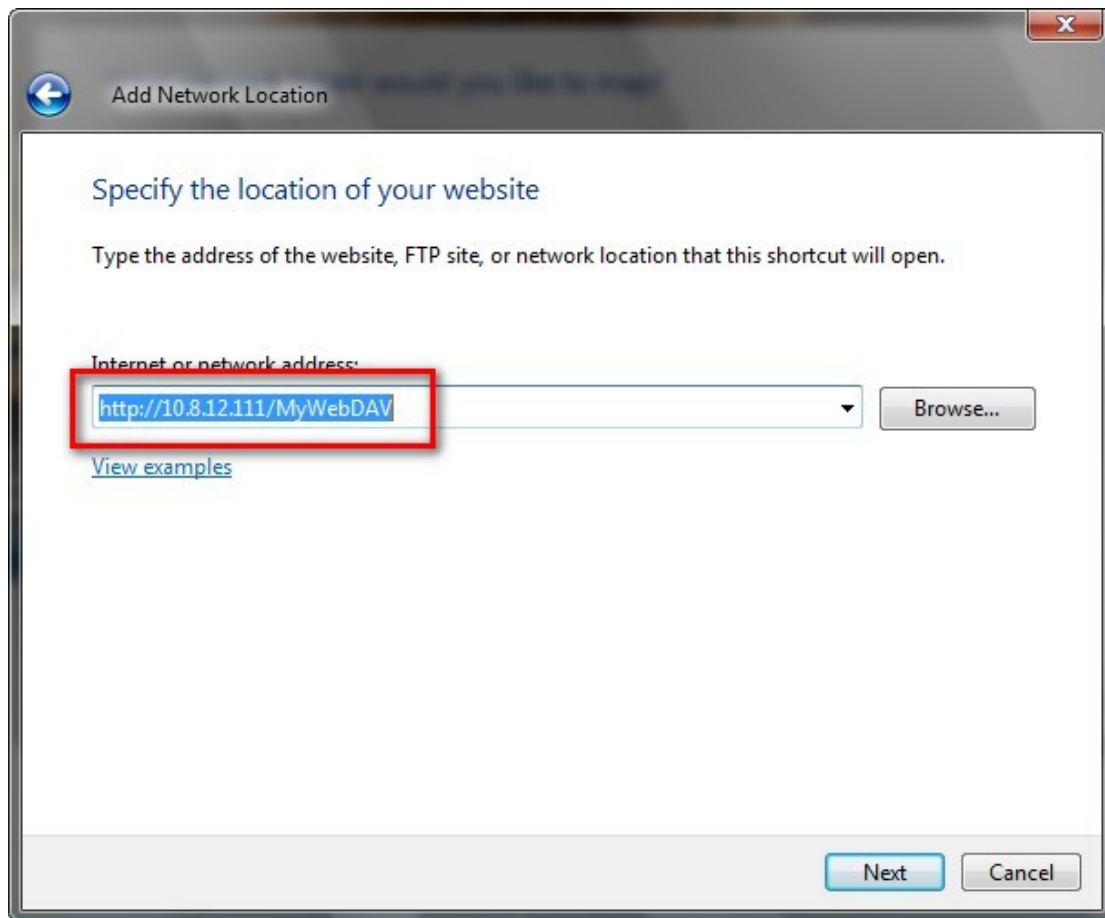 Add Network Location
Specify the location of your website
Type the address of the website, FTP site, or network location that this shortcut will open.
Internet or network address:
http://10.8.12.111/MyWebDAV
Browse...
View examples
Next
Cancel